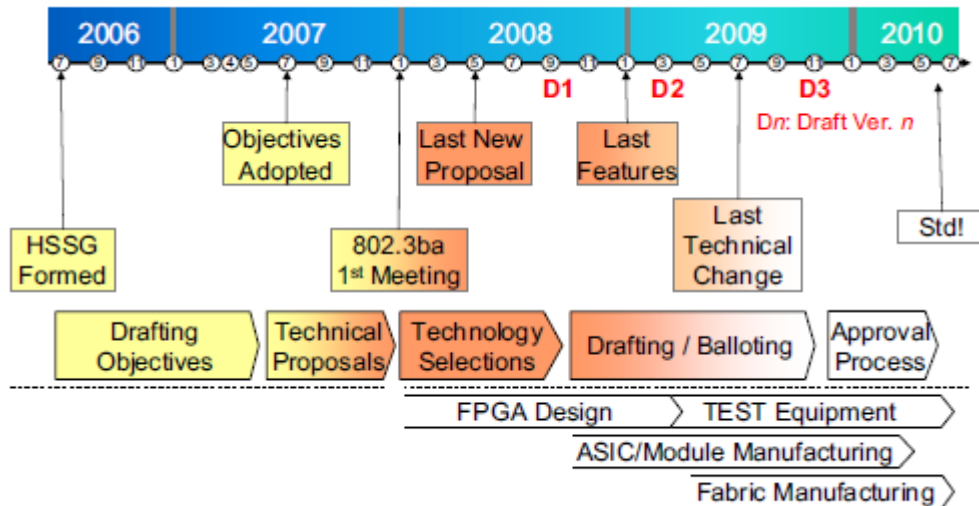 2006 2007 2008 2009 2010
7 9 11 1 3 4 5 7 9 11 1 3 5 7 9 11 1 3 5 7 9 11 1 3 5 7
D1 D2 D3
Dn: Draft Ver. n
Objectives
Adopted
Last New
Proposal
Last
Features
HSSG
Formed
802.3ba
1st Meeting
Last
Technical
Change
Std!
Drafting
Objectives
Technical
Proposals
Technology
Selections
Drafting / Balloting
Approval
Process
FPGA Design
TEST Equipment
ASIC/Module Manufacturing
Fabric Manufacturing